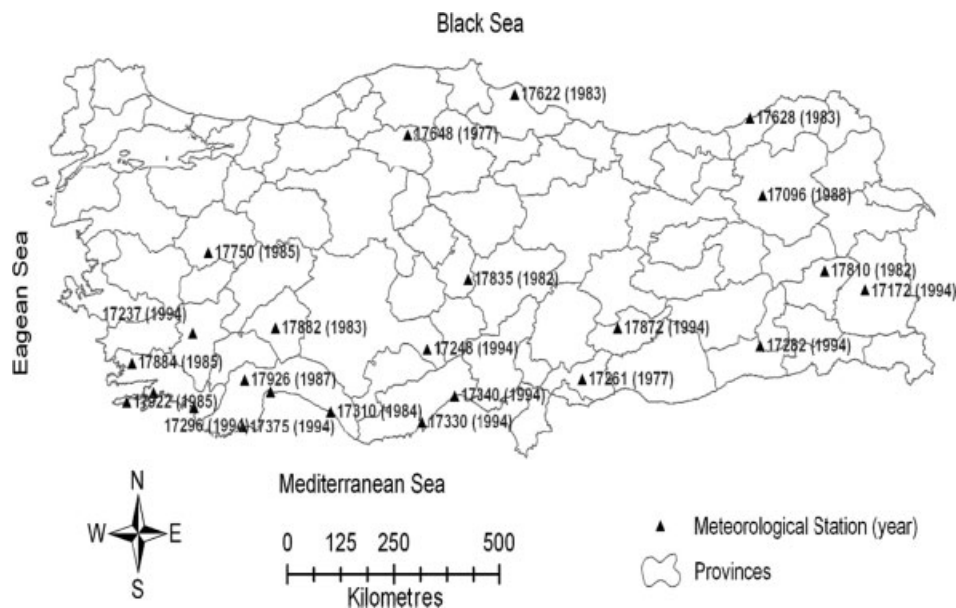 Black Sea
17622 (1983)
17628 (1983)
17648 (1977)
17096 (1988)
Eagean Sea
17750 (1985)
17835 (1982)
17810 (1982)
17172 (1994)
17237 (1994)
17882 (1983)
17872 (1994)
17248 (1994)
17282 (1994)
17884 (1985)
17926 (1987)
17261 (1977)
17922 (1985)
17340 (1994)
17310 (1984)
17296 (1994)
17375 (1994)
17330 (1994)
Mediterranean Sea
N
W E
S
0 125 250 500
Kilometres
Meteorological Station (year)
Provinces